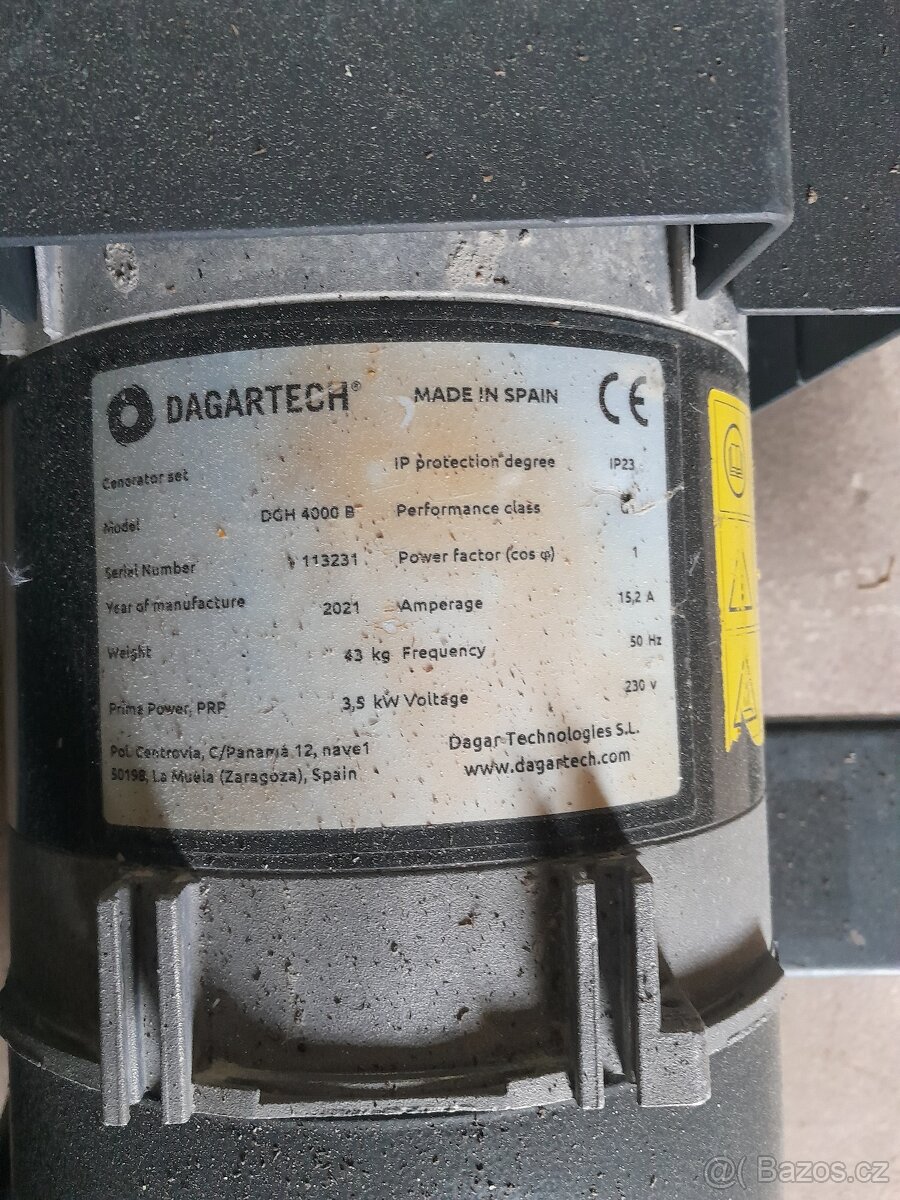 DAGARTECH®
MADE IN SPAIN
CE
Generator set
Model DGH 4000 B
Serial Number 113231
Year of manufacture 2021
Weight 43 kg
Prime Power, PRP 3,5 kW
IP protection degree IP23
Performance class G1
Power factor (cos φ) 1
Amperage 15,2 A
Frequency 50 Hz
Voltage 230 V
Pol. Centrovia, C/Panamá 12, nave1
50198, La Muela (Zaragoza), Spain
Dagar Technologies S.L.
www.dagartech.com
Bazos.cz